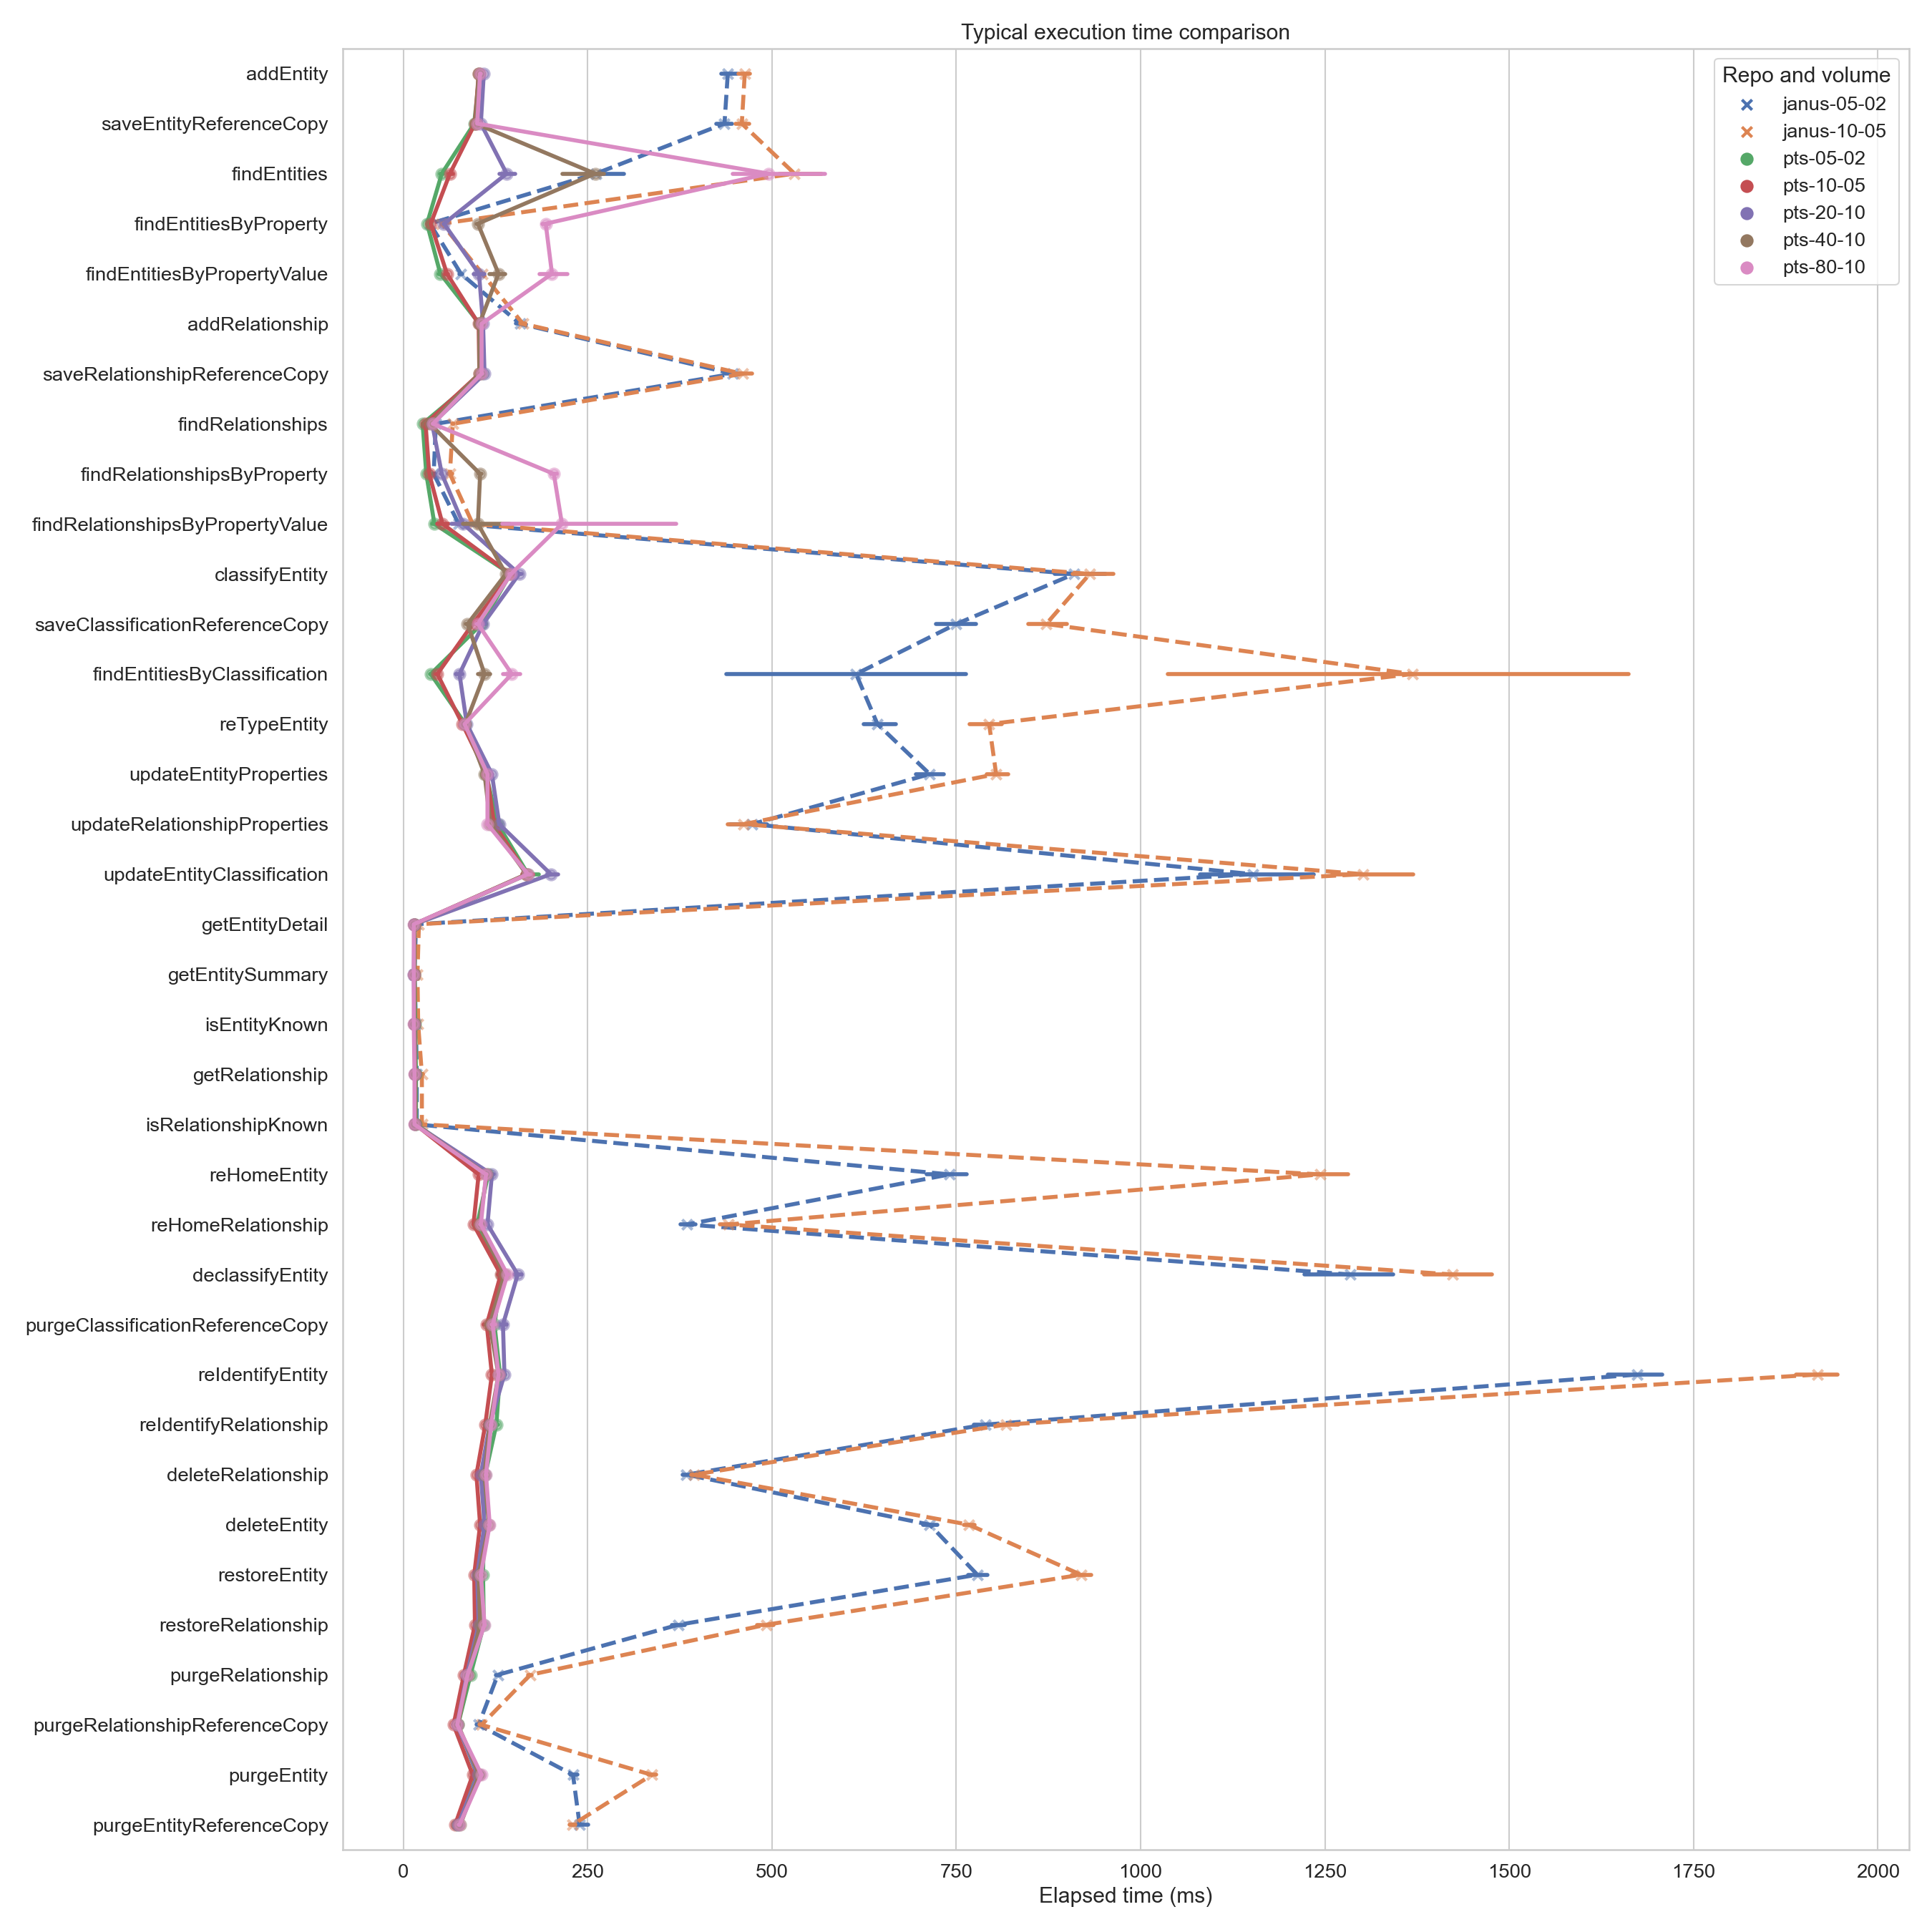 Typical execution time comparison
Repo and volume
janus-05-02
janus-10-05
pts-05-02
pts-10-05
pts-20-10
pts-40-10
pts-80-10
addEntity
saveEntityReferenceCopy
findEntities
findEntitiesByProperty
findEntitiesByPropertyValue
addRelationship
saveRelationshipReferenceCopy
findRelationships
findRelationshipsByProperty
findRelationshipsByPropertyValue
classifyEntity
saveClassificationReferenceCopy
findEntitiesByClassification
reTypeEntity
updateEntityProperties
updateRelationshipProperties
updateEntityClassification
getEntityDetail
getEntitySummary
isEntityKnown
getRelationship
isRelationshipKnown
reHomeEntity
reHomeRelationship
declassifyEntity
purgeClassificationReferenceCopy
reIdentifyEntity
reIdentifyRelationship
deleteRelationship
deleteEntity
restoreEntity
restoreRelationship
purgeRelationship
purgeRelationshipReferenceCopy
purgeEntity
purgeEntityReferenceCopy
0 250 500 750 1000 1250 1500 1750 2000
Elapsed time (ms)